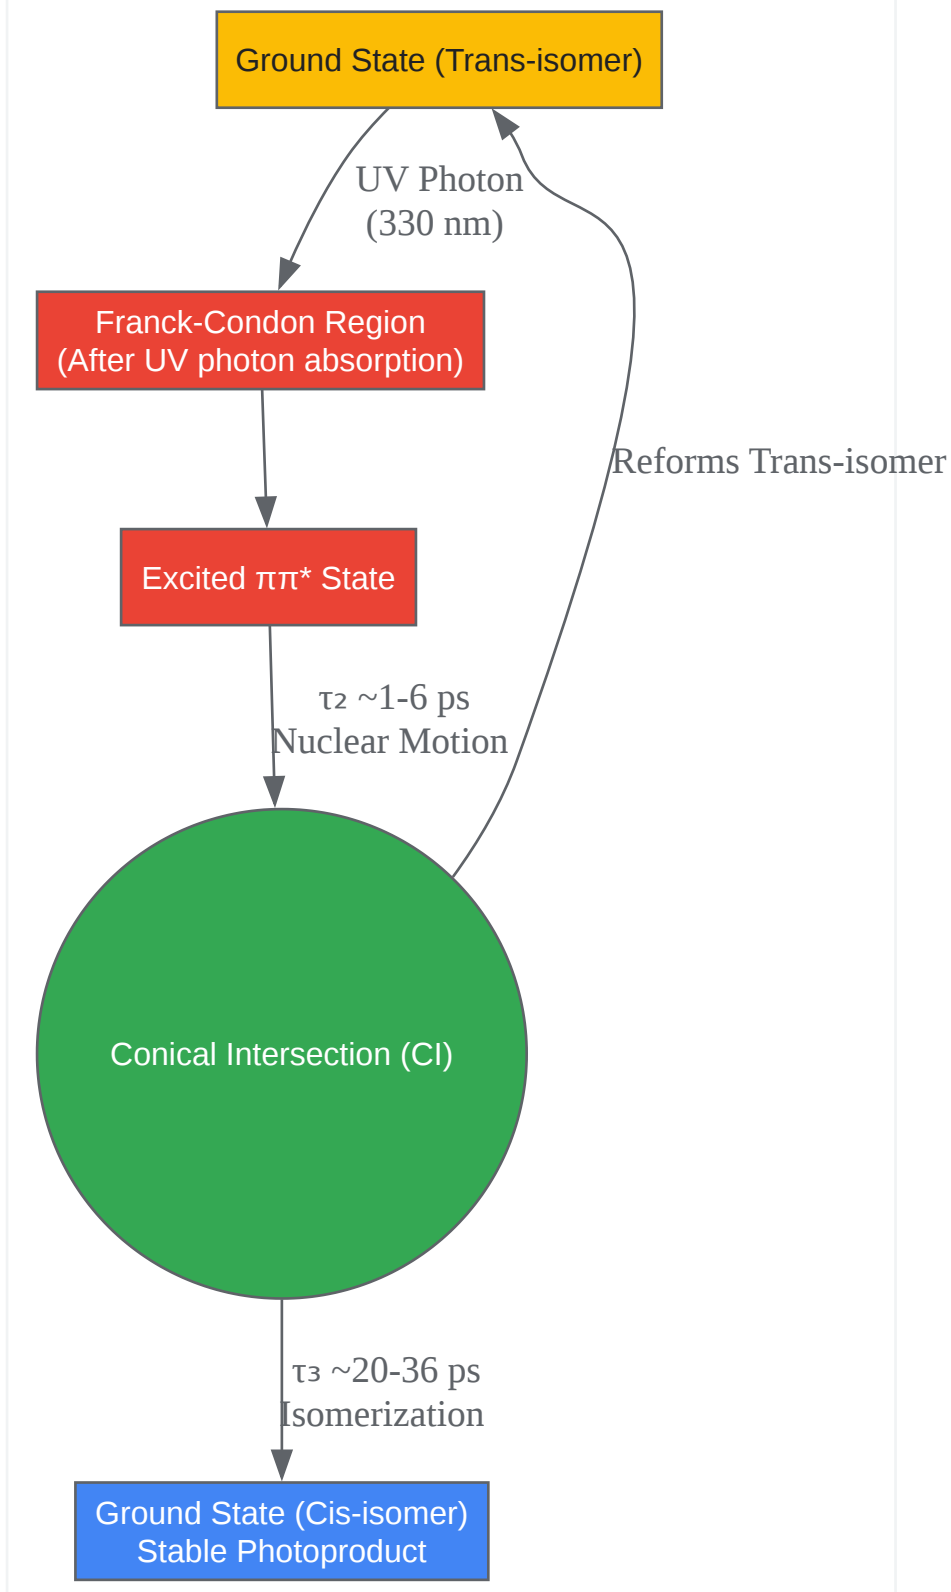 Ground State (Trans-isomer)
UV Photon
(330 nm)
Franck-Condon Region
(After UV photon absorption)
Reforms Trans-isomer
Excited ππ* State
τ₂ ~1-6 ps
Nuclear Motion
Conical Intersection (CI)
τ₃ ~20-36 ps
Isomerization
Ground State (Cis-isomer)
Stable Photoproduct